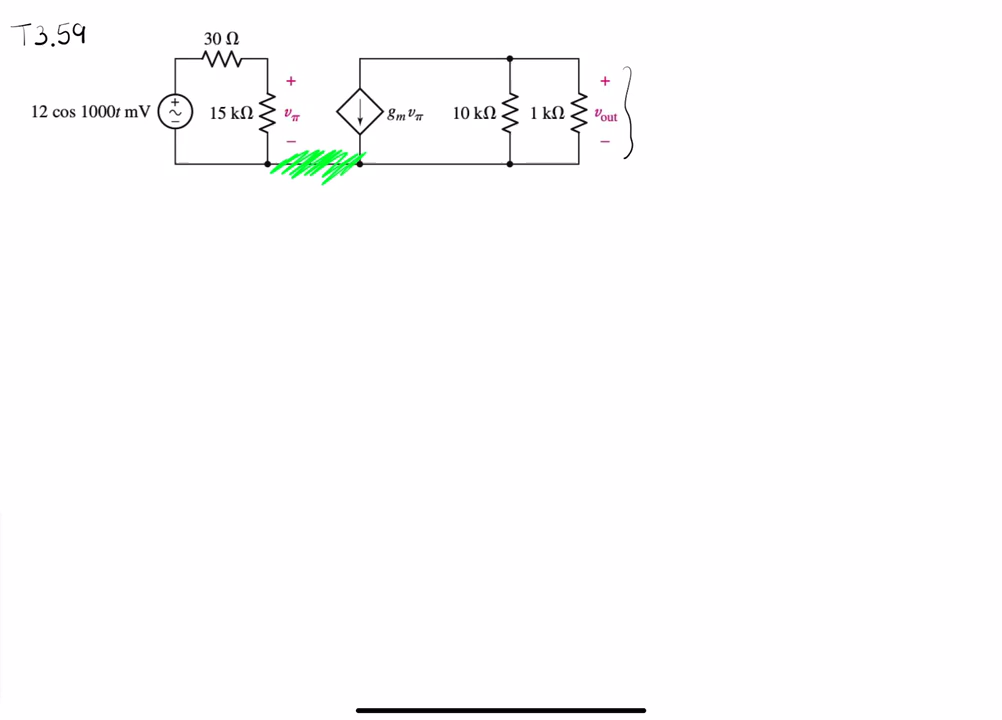 T3.59
30 Ω
12 cos 1000t mV
+
~
−
15 kΩ
+
vπ
−
gmvπ
10 kΩ
1 kΩ
+
vout
−